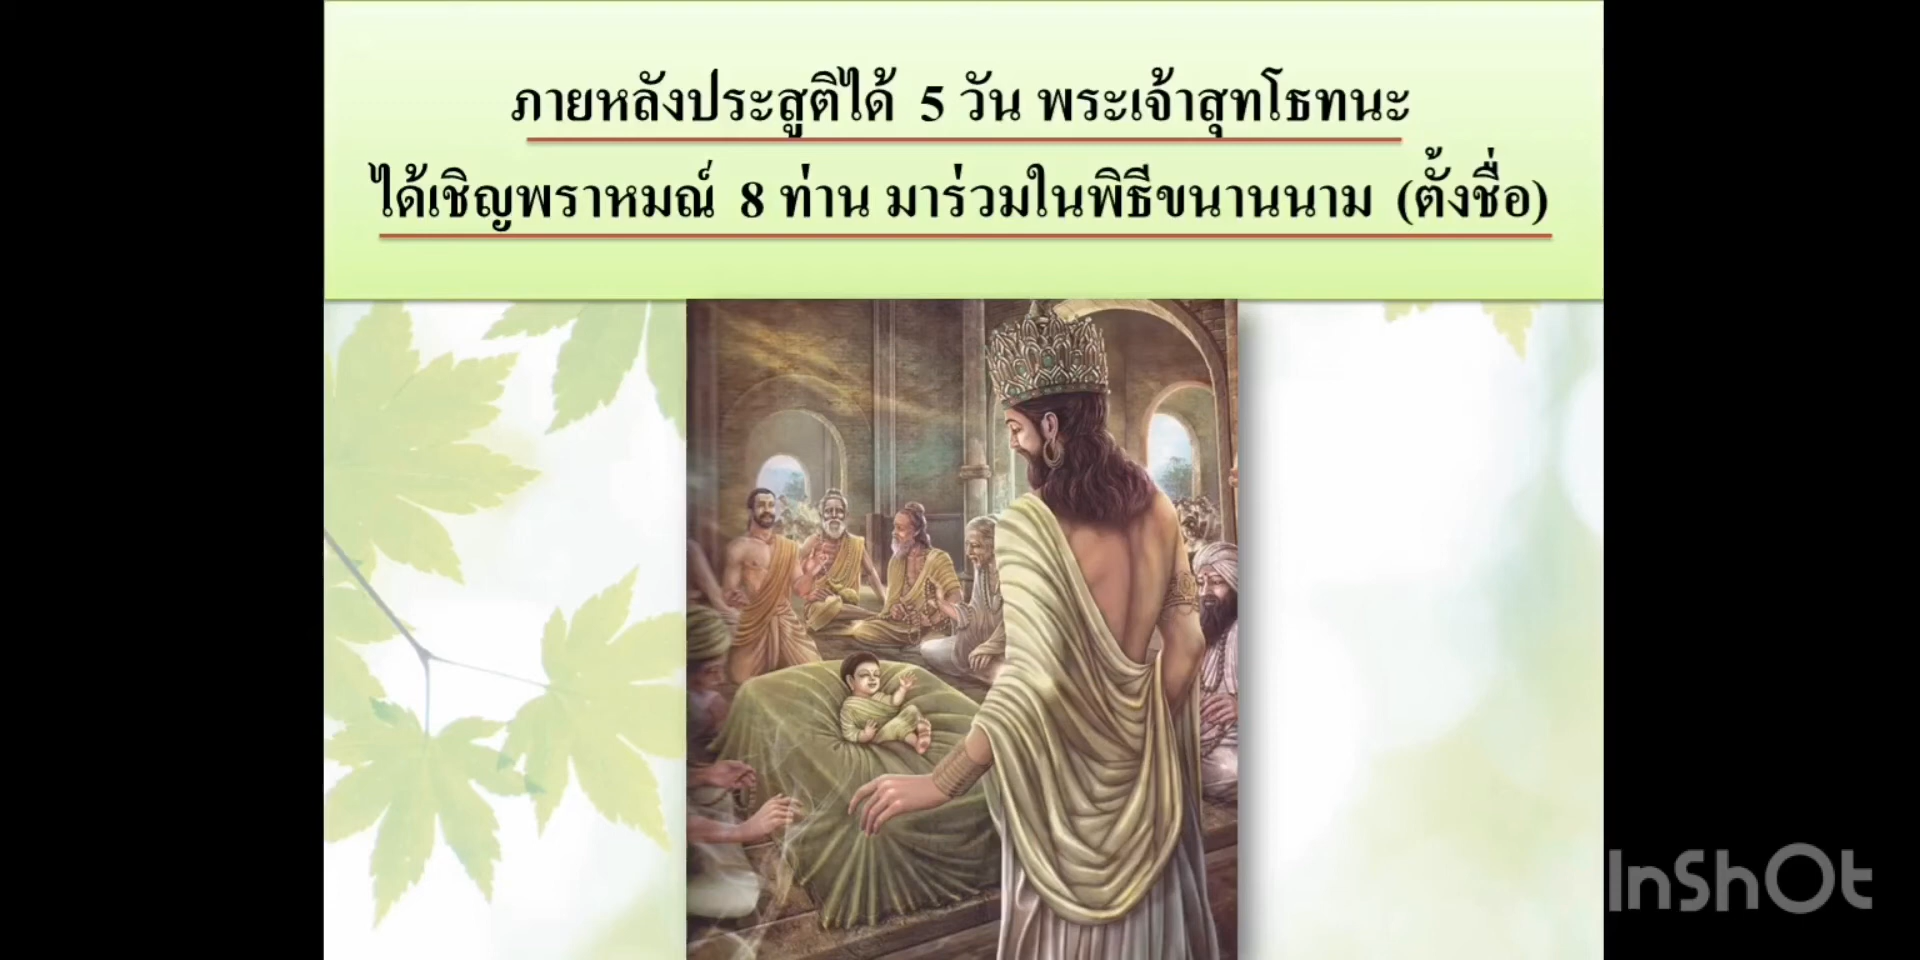 ภายหลังประสูติได้ 5 วัน พระเจ้าสุทโธทนะ
ได้เชิญพราหมณ์ 8 ท่าน มาร่วมในพิธีขนานนาม (ตั้งชื่อ)
InShOt